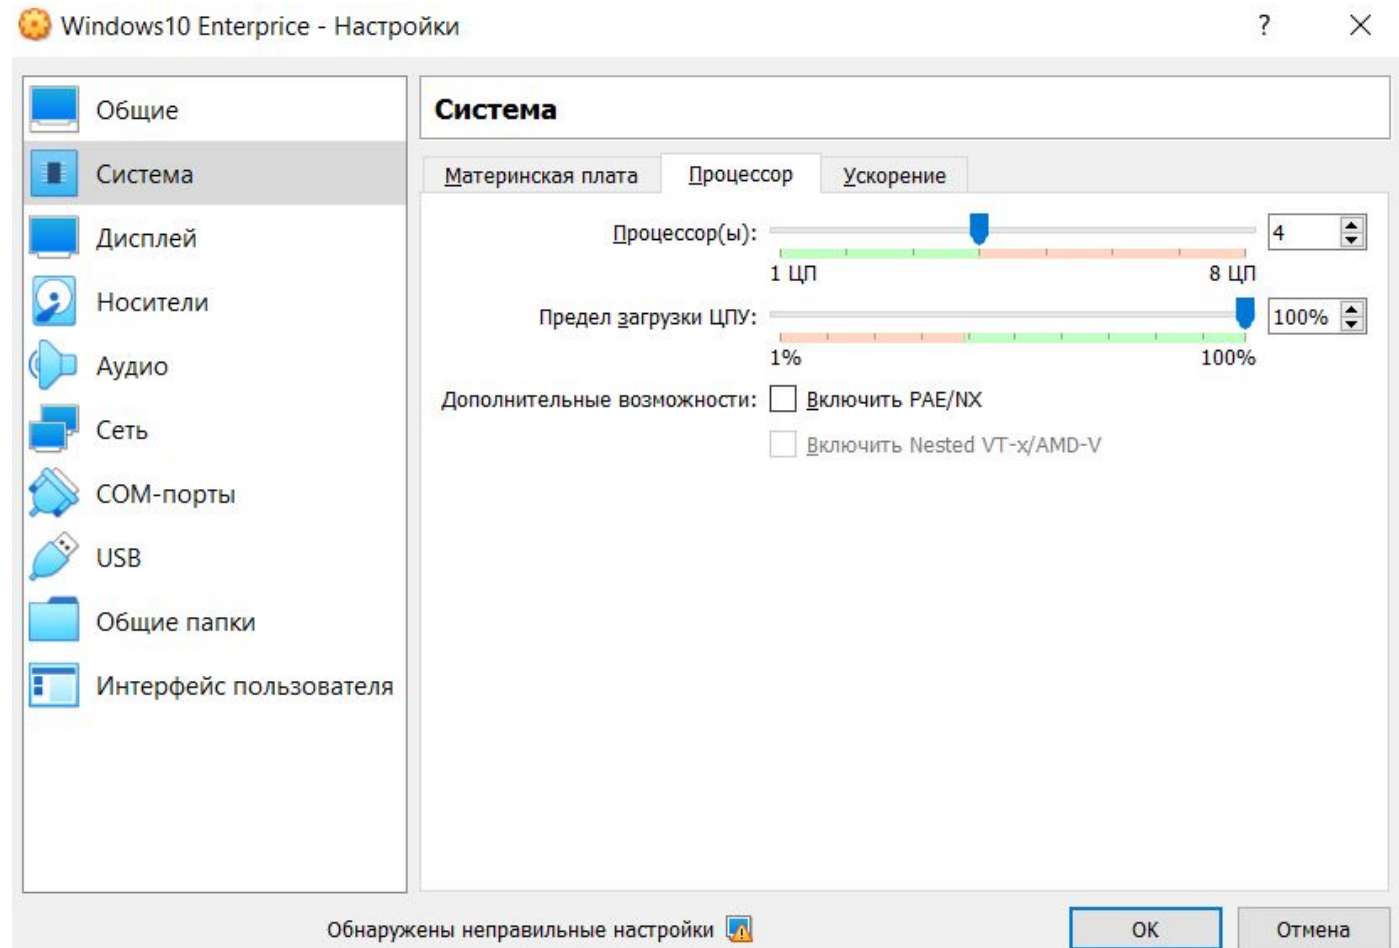 Windows10 Enterprice - Настройки
?
Общие
Система
Дисплей
Носители
Аудио
Сеть
COM-порты
USB
Общие папки
Интерфейс пользователя
Система
Материнская плата Процессор Ускорение
Процессор(ы): 4
1 ЦП 8 ЦП
Предел загрузки ЦПУ: 100%
1% 100%
Дополнительные возможности: Включить PAE/NX
Включить Nested VT-x/AMD-V
Обнаружены неправильные настройки
OK Отмена